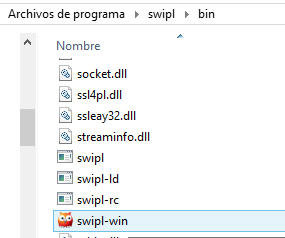 Archivos de programa ▸ swipl ▸ bin
Nombre
socket.dll
ssl4pl.dll
ssleay32.dll
streaminfo.dll
swipl
swipl-ld
swipl-rc
swipl-win